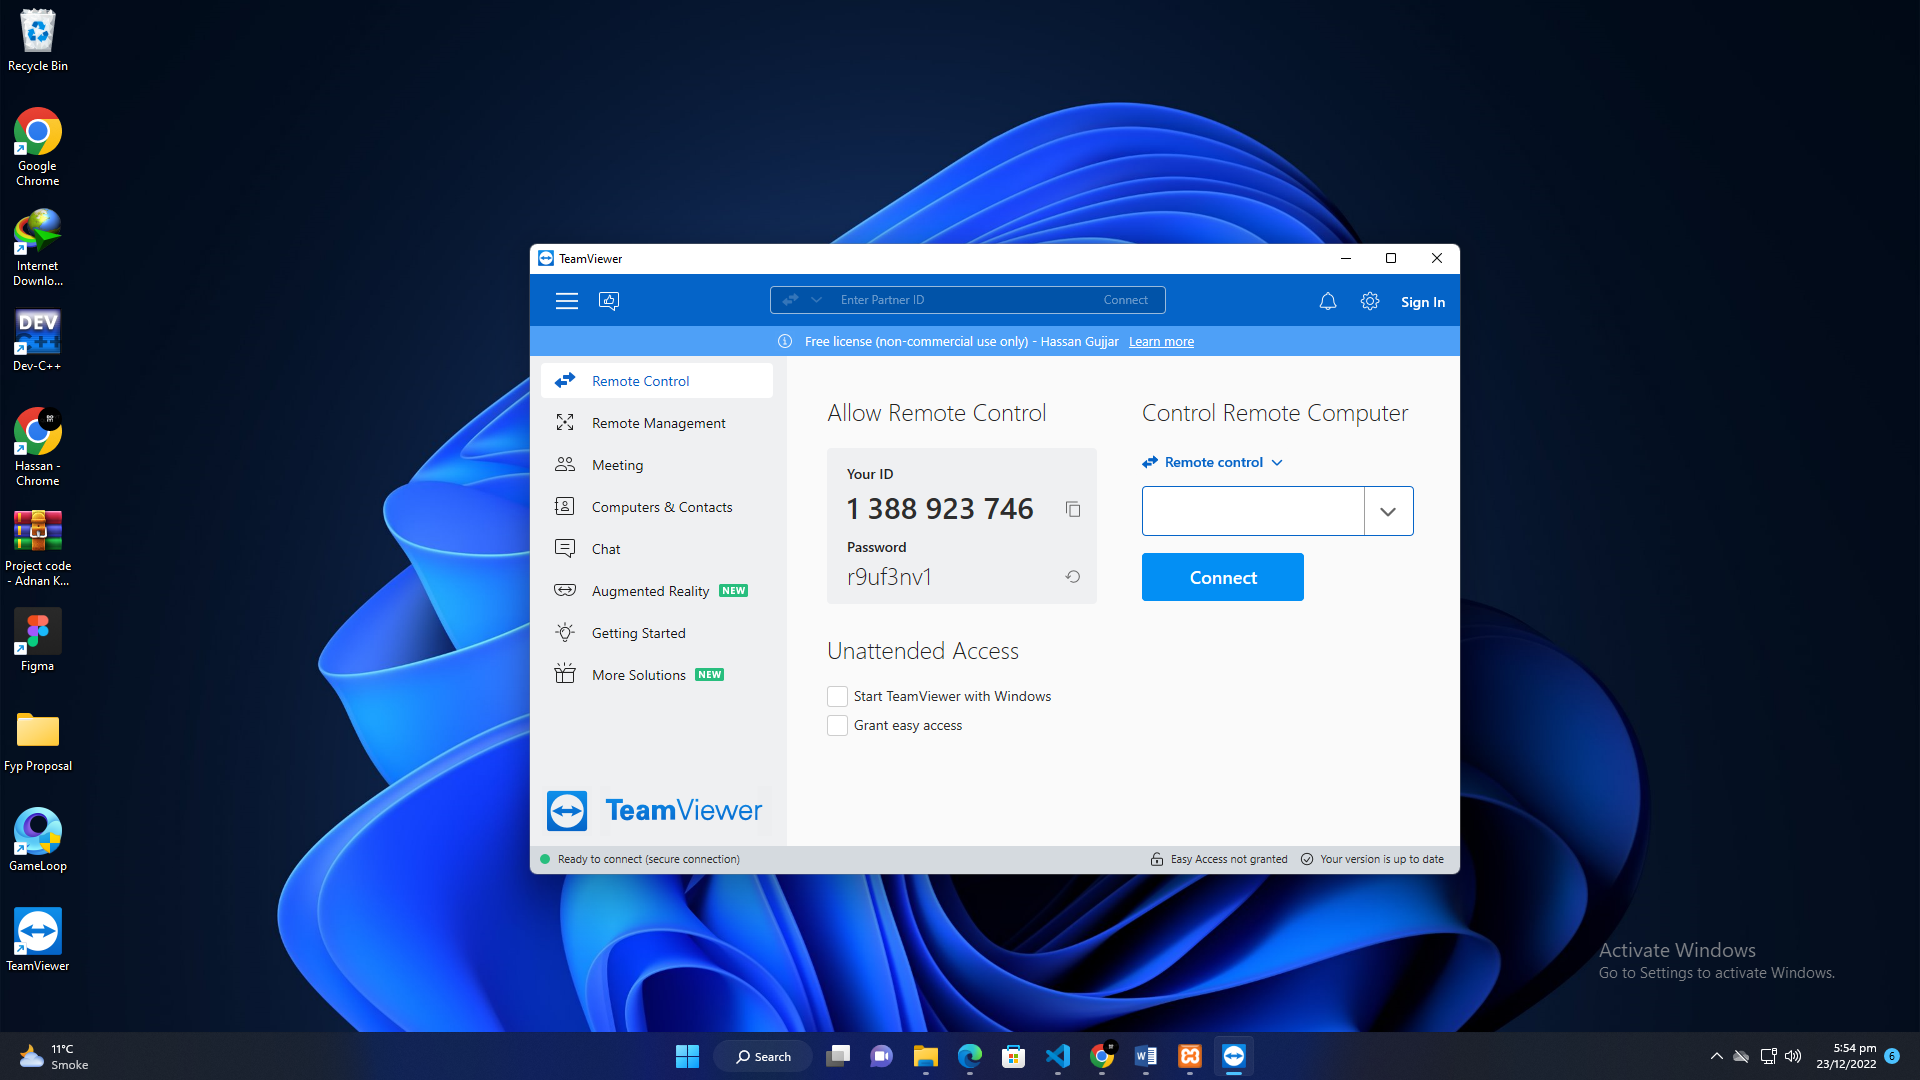 Recycle Bin
Google
Chrome
Internet
Downlo...
DEV
C++
Dev-C++
Hassan -
Chrome
Project code
- Adnan K...
Figma
Fyp Proposal
GameLoop
TeamViewer
TeamViewer
Enter Partner ID
Connect
Sign In
Free license (non-commercial use only) - Hassan Gujjar Learn more
Remote Control
Remote Management
Meeting
Computers & Contacts
Chat
Augmented Reality NEW
Getting Started
More Solutions NEW
TeamViewer
Allow Remote Control
Your ID
1 388 923 746
Password
r9uf3nv1
Unattended Access
Start TeamViewer with Windows
Grant easy access
Control Remote Computer
Remote control
Connect
Ready to connect (secure connection)
Easy Access not granted
Your version is up to date
Activate Windows
Go to Settings to activate Windows.
11°C
Smoke
Search
5:54 pm
23/12/2022
6